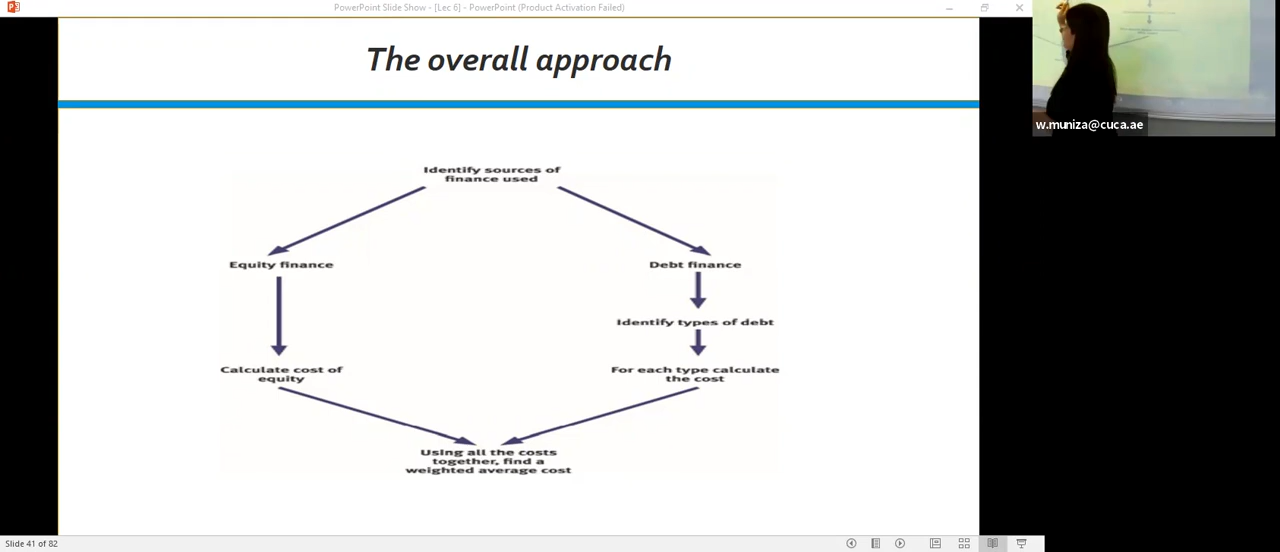 PowerPoint Slide Show - [Lec 6] - PowerPoint (Product Activation Failed)
The overall approach
w.muniza@cuca.ae
Identify sources of
finance used
Equity finance
Debt finance
Identify types of debt
Calculate cost of
equity
For each type calculate
the cost
Using all the costs
together, find a
weighted average cost
Slide 41 of 82